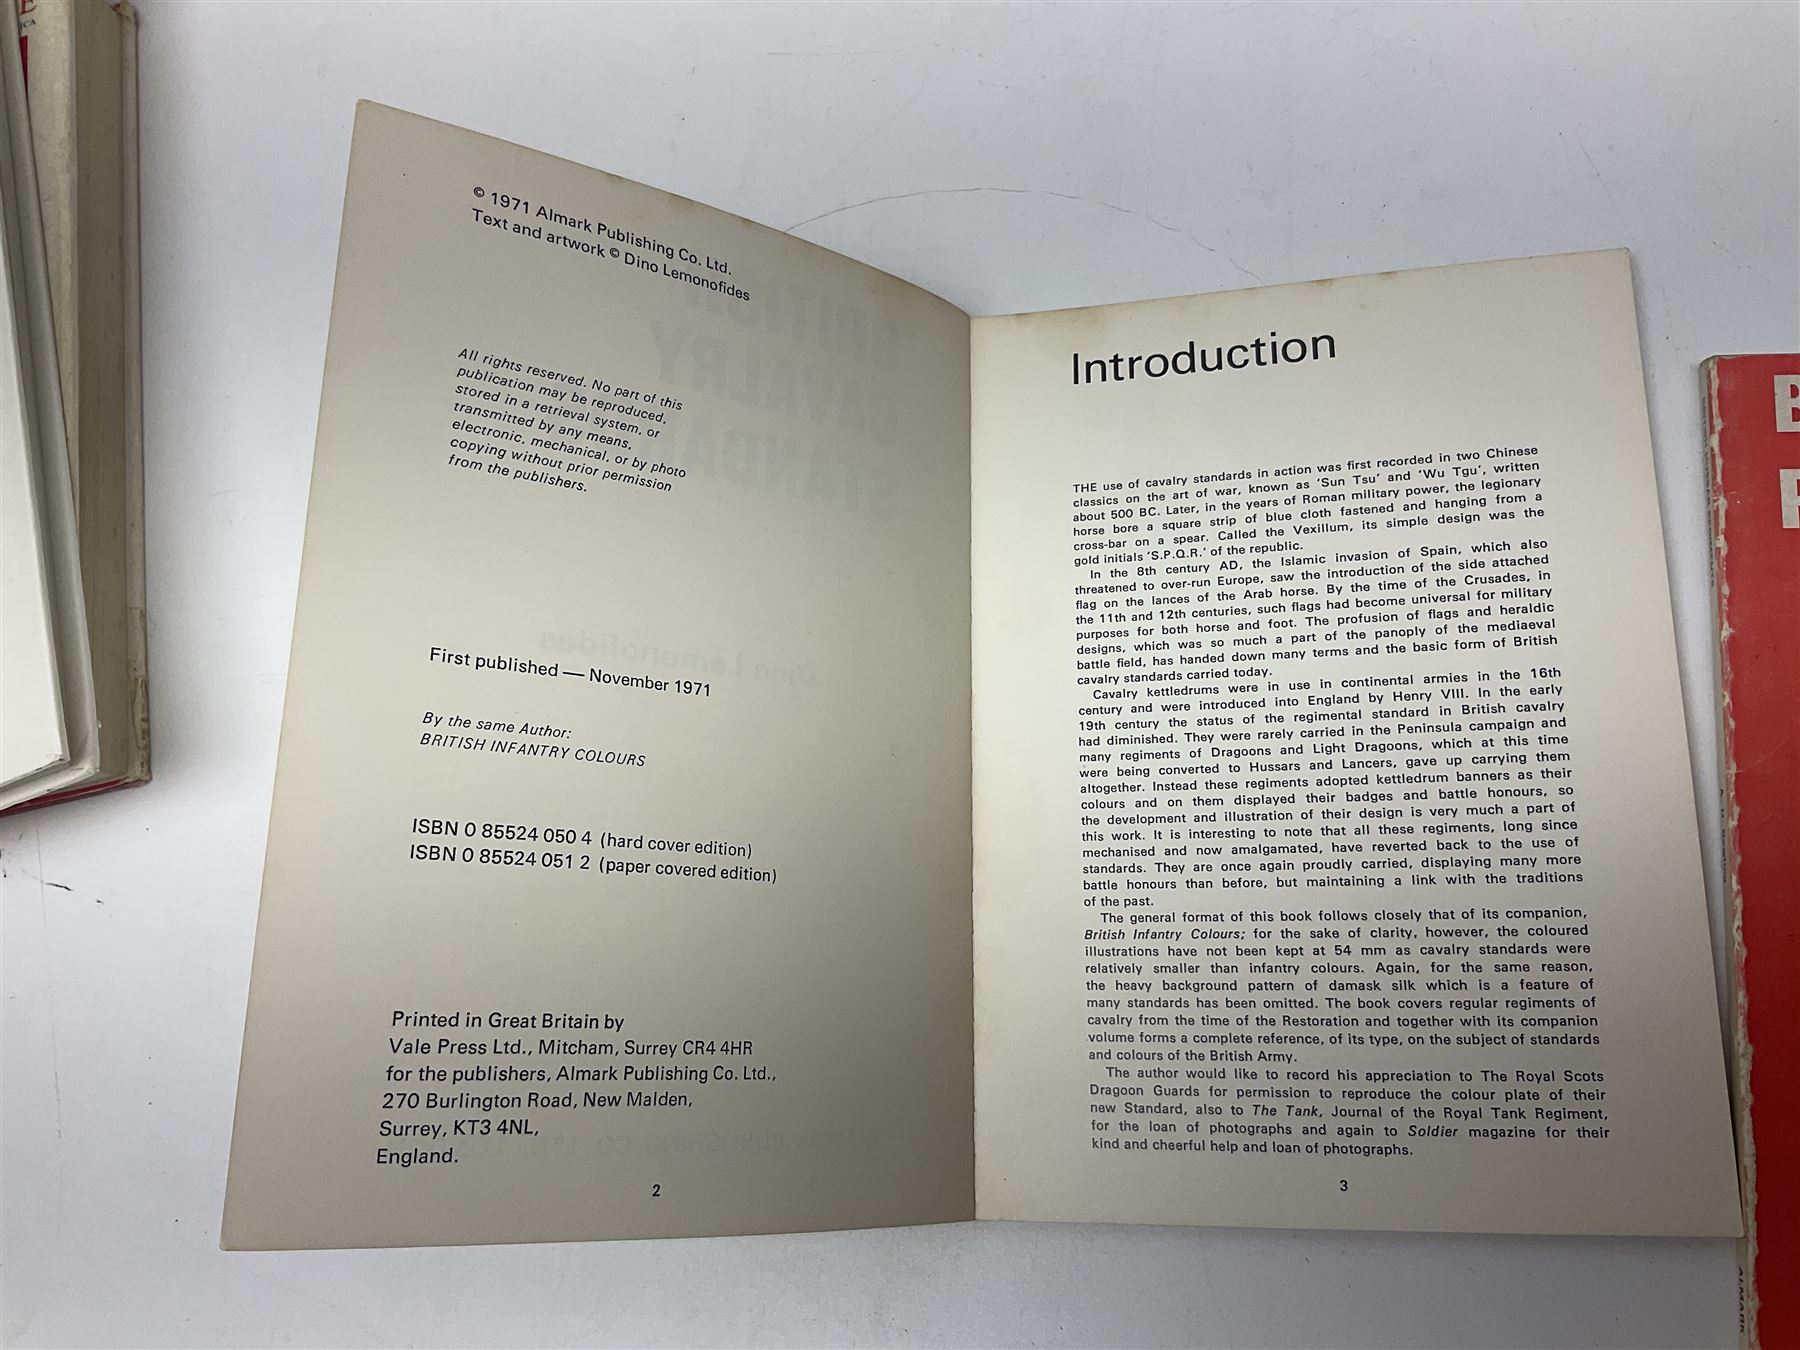 © 1971 Almark Publishing Co. Ltd.
Text and artwork © Dino Lemonofides
All rights reserved. No part of this
publication may be reproduced,
stored in a retrieval system, or
transmitted by any means,
electronic, mechanical, or by photo
copying without prior permission
from the publishers.
First published — November 1971
By the same Author:
BRITISH INFANTRY COLOURS
ISBN 0 85524 050 4 (hard cover edition)
ISBN 0 85524 051 2 (paper covered edition)
Printed in Great Britain by
Vale Press Ltd., Mitcham, Surrey CR4 4HR
for the publishers, Almark Publishing Co. Ltd.,
270 Burlington Road, New Malden,
Surrey, KT3 4NL,
England.
2
Introduction
THE use of cavalry standards in action was first recorded in two Chinese
classics on the art of war, known as 'Sun Tsu' and 'Wu Tgu', written
about 500 BC. Later, in the years of Roman military power, the legionary
horse bore a square strip of blue cloth fastened and hanging from a
cross-bar on a spear. Called the Vexillum, its simple design was the
gold initials 'S.P.Q.R.' of the republic.
In the 8th century AD, the Islamic invasion of Spain, which also
threatened to over-run Europe, saw the introduction of the side attached
flag on the lances of the Arab horse. By the time of the Crusades, in
the 11th and 12th centuries, such flags had become universal for military
purposes for both horse and foot. The profusion of flags and heraldic
designs, which was so much a part of the panoply of the mediaeval
battle field, has handed down many terms and the basic form of British
cavalry standards carried today.
Cavalry kettledrums were in use in continental armies in the 16th
century and were introduced into England by Henry VIII. In the early
19th century the status of the regimental standard in British cavalry
had diminished. They were rarely carried in the Peninsula campaign and
many regiments of Dragoons and Light Dragoons, which at this time
were being converted to Hussars and Lancers, gave up carrying them
altogether. Instead these regiments adopted kettledrum banners as their
colours and on them displayed their badges and battle honours, so
the development and illustration of their design is very much a part of
this work. It is interesting to note that all these regiments, long since
mechanised and now amalgamated, have reverted back to the use of
standards. They are once again proudly carried, displaying many more
battle honours than before, but maintaining a link with the traditions
of the past.
The general format of this book follows closely that of its companion,
British Infantry Colours; for the sake of clarity, however, the coloured
illustrations have not been kept at 54 mm as cavalry standards were
relatively smaller than infantry colours. Again, for the same reason,
the heavy background pattern of damask silk which is a feature of
many standards has been omitted. The book covers regular regiments of
cavalry from the time of the Restoration and together with its companion
volume forms a complete reference, of its type, on the subject of standards
and colours of the British Army.
The author would like to record his appreciation to The Royal Scots
Dragoon Guards for permission to reproduce the colour plate of their
new Standard, also to The Tank, Journal of the Royal Tank Regiment,
for the loan of photographs and again to Soldier magazine for their
kind and cheerful help and loan of photographs.
3
ALMARK